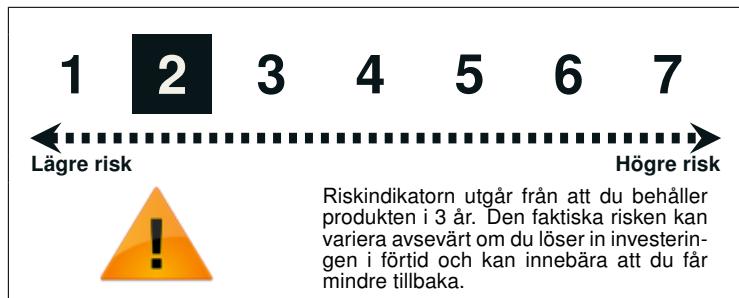 1 2 3 4 5 6 7
Lägre risk Högre risk
!
Riskindikatorn utgår från att du behåller
produkten i 3 år. Den faktiska risken kan
variera avsevärt om du löser in investerin-
gen i förtid och kan innebära att du får
mindre tillbaka.